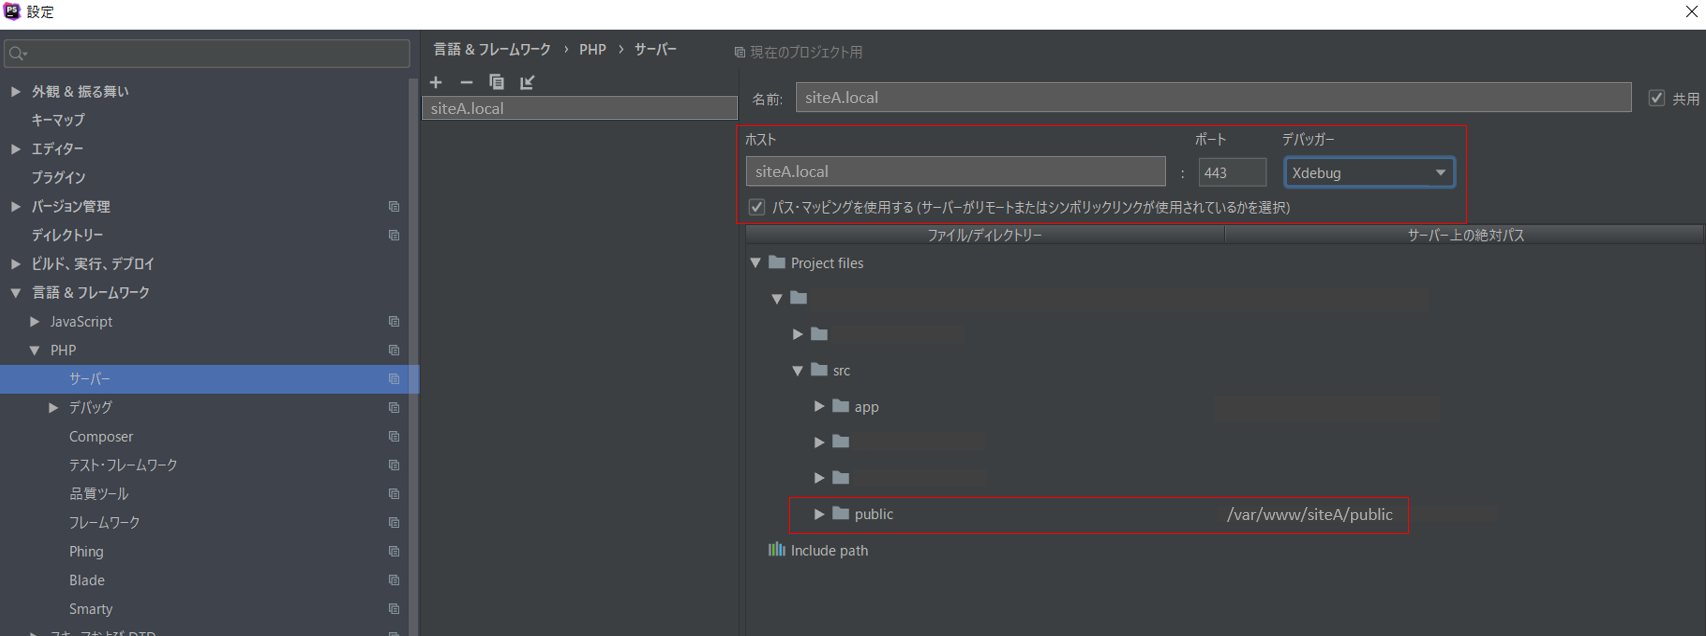 PS 設定
言語 & フレームワーク › PHP › サーバー 現在のプロジェクト用
外観 & 振る舞い
キーマップ
エディター
プラグイン
バージョン管理
ディレクトリー
ビルド、実行、デプロイ
言語 & フレームワーク
JavaScript
PHP
サーバー
デバッグ
Composer
テスト・フレームワーク
品質ツール
フレームワーク
Phing
Blade
Smarty
スキーマおよび DTD
siteA.local
名前: siteA.local 共用
ホスト ポート デバッガー
siteA.local : 443 Xdebug
パス・マッピングを使用する (サーバーがリモートまたはシンボリックリンクが使用されているかを選択)
ファイル/ディレクトリー サーバー上の絶対パス
Project files
src
app
public /var/www/siteA/public
Include path